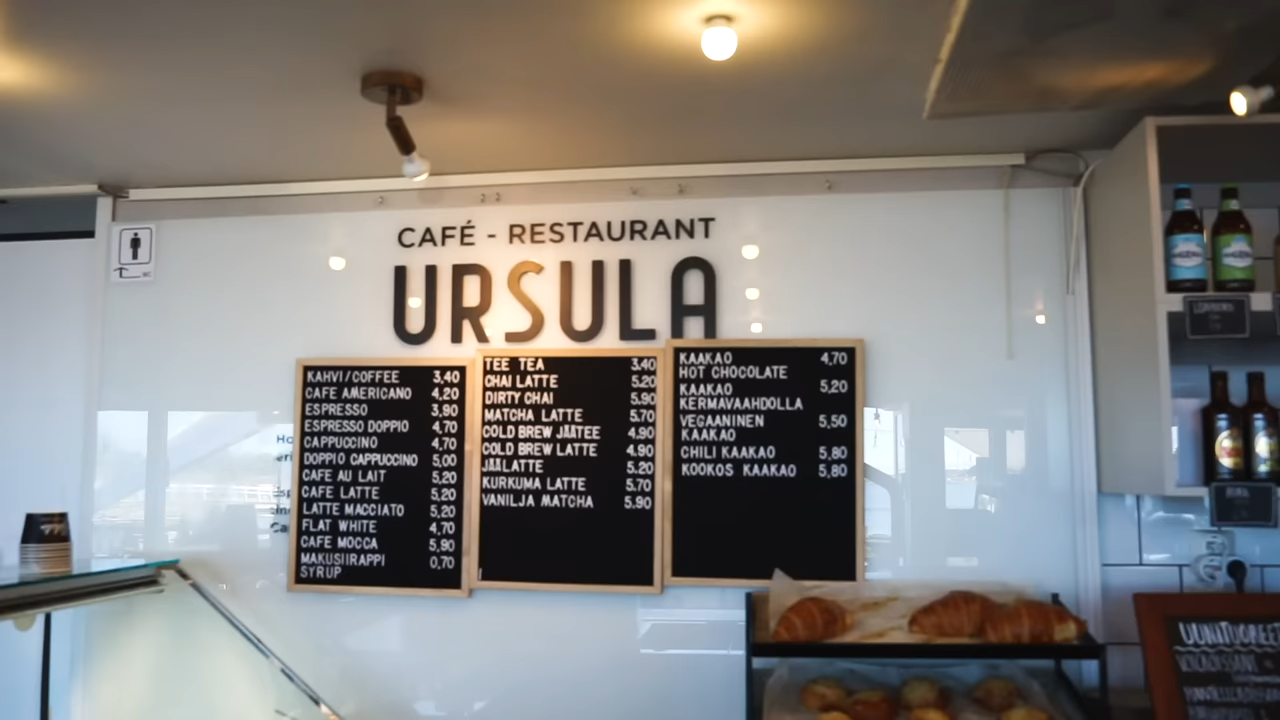 CAFÉ - RESTAURANT
URSULA
WC
KAHVI/COFFEE 3,40
CAFE AMERICANO 4,20
ESPRESSO 3,90
ESPRESSO DOPPIO 4,70
CAPPUCCINO 4,70
DOPPIO CAPPUCCINO 5,00
CAFE AU LAIT 5,20
CAFE LATTE 5,20
LATTE MACCIATO 5,20
FLAT WHITE 4,70
CAFE MOCCA 5,90
MAKUSIIRAPPI 0,70
SYRUP
TEE TEA 3.40
CHAI LATTE 5.20
DIRTY CHAI 5.90
MATCHA LATTE 5.70
COLD BREW JÄÄTEE 4.90
COLD BREW LATTE 4.90
JÄÄLATTE 5.20
KURKUMA LATTE 5.70
VANILJA MATCHA 5.90
KAAKAO 4,70
HOT CHOCOLATE
KAAKAO 5,20
KERMAVAAHDOLLA
VEGAANINEN 5,50
KAAKAO
CHILI KAAKAO 5,80
KOOKOS KAAKAO 5,80
UUNITUOREET